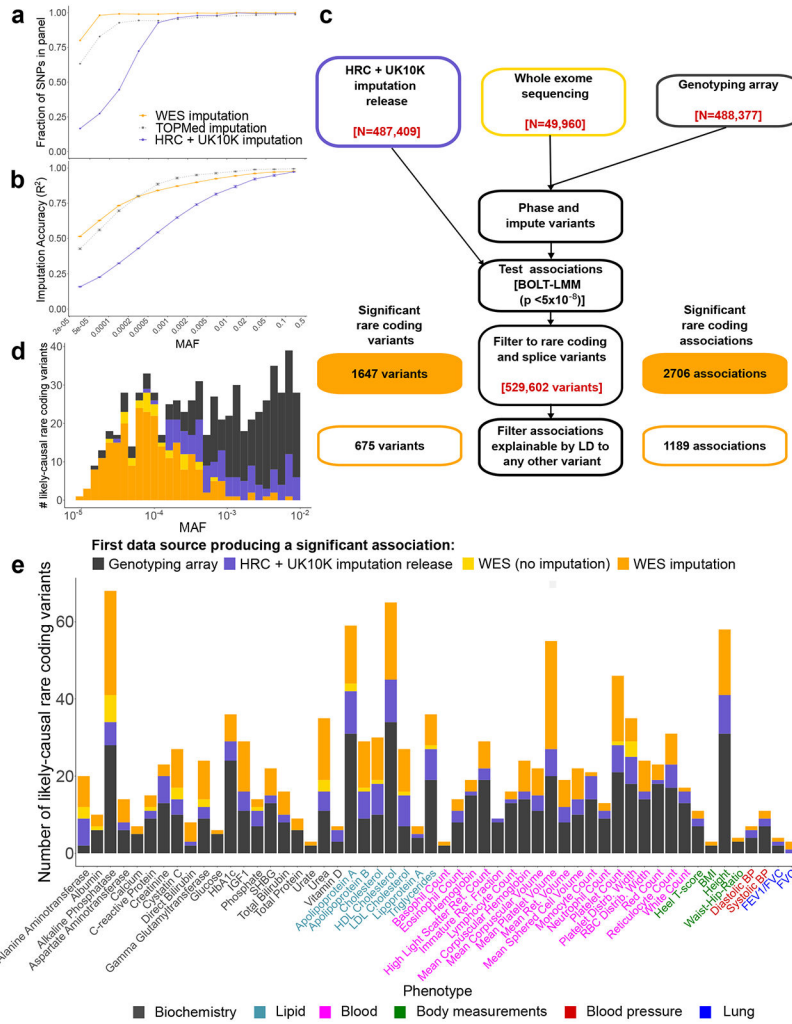 a
Fraction of SNPs in panel
1.00
0.75
0.50
0.25
0.00
WES imputation
TOPMed imputation
HRC + UK10K imputation
b
Imputation Accuracy (R²)
1.00
0.75
0.50
0.25
0.00
2e-05
5e-05
0.0001
0.0002
0.0005
0.001
0.002
0.005
0.01
0.02
0.05
0.1
0.5
MAF
c
HRC + UK10K
imputation
release
[N=487,409]
Whole exome
sequencing
[N=49,960]
Genotyping array
[N=488,377]
Phase and
impute variants
Test associations
[BOLT-LMM
(p <5x10⁻⁸)]
Significant
rare coding
variants
1647 variants
Filter to rare coding
and splice variants
[529,602 variants]
Significant
rare coding
associations
2706 associations
675 variants
Filter associations
explainable by LD to
any other variant
1189 associations
d
# likely-causal rare coding variants
40
30
20
10
0
10⁻⁵
10⁻⁴
10⁻³
10⁻²
MAF
First data source producing a significant association:
Genotyping array
HRC + UK10K imputation release
WES (no imputation)
WES imputation
e
Number of likely-causal rare coding variants
60
40
20
0
Alanine Aminotransferase
Albumin
Alkaline Phosphatase
Aspartate Aminotransferase
Calcium
C-reactive Protein
Creatinine
Cystatin C
Direct Bilirubin
Gamma Glutamyltransferase
Glucose
HbA1c
IGF1
Phosphate
SHBG
Total Bilirubin
Total Protein
Urate
Urea
Vitamin D
Apolipoprotein A
Apolipoprotein B
HDL Cholesterol
LDL Cholesterol
Lipoprotein A
Triglycerides
Basophil Count
Eosinophil Count
Hemoglobin
High Light Scatter Ret. Count
Immature Ret. Fraction
Lymphocyte Count
Mean Corpuscular Hemoglobin
Mean Corpuscular Volume
Mean Platelet Volume
Mean Ret. Volume
Mean Sphered Cell Volume
Monocyte Count
Neutrophil Count
Platelet Count
Platelet Distrib. Width
RBC Distrib. Width
Red Count
Reticulocyte Count
White Count
Heel T-score
BMI
Height
Waist-Hip-Ratio
Diastolic BP
Systolic BP
FEV1/FVC
FVC
Phenotype
Biochemistry
Lipid
Blood
Body measurements
Blood pressure
Lung